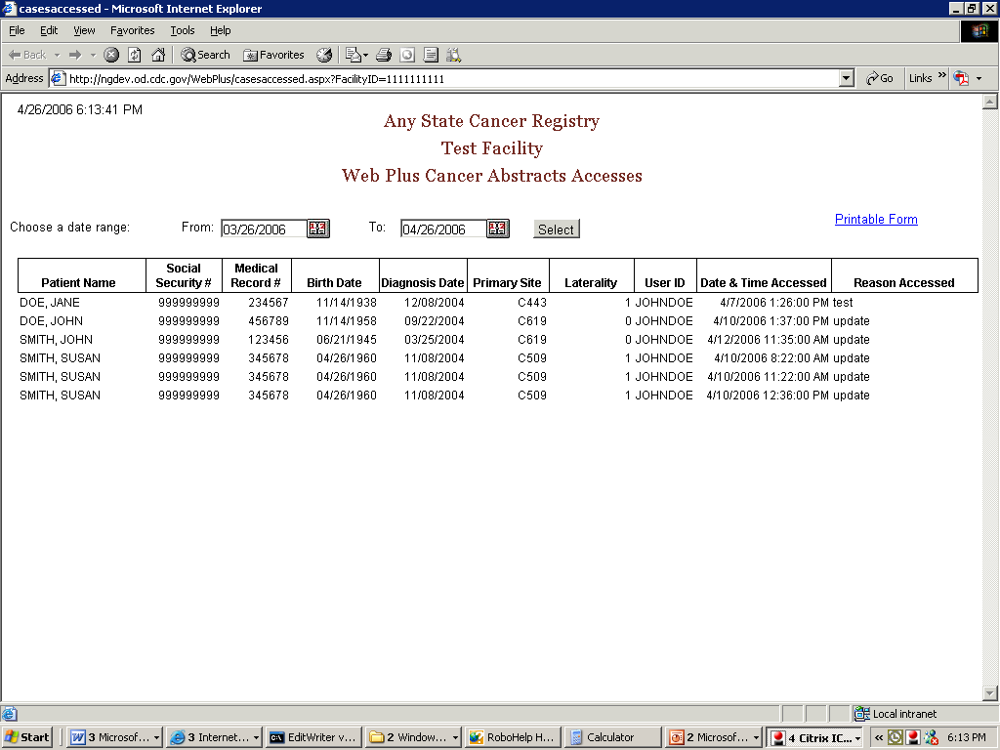 casesaccessed - Microsoft Internet Explorer
File Edit View Favorites Tools Help
Back Search Favorites
Address http://ngdev.od.cdc.gov/WebPlus/casesaccessed.aspx?FacilityID=1111111111 Go Links »
4/26/2006 6:13:41 PM
Any State Cancer Registry
Test Facility
Web Plus Cancer Abstracts Accesses
Printable Form
Choose a date range: From: 03/26/2006 To: 04/26/2006 Select
Patient Name Social Security # Medical Record # Birth Date Diagnosis Date Primary Site Laterality User ID Date & Time Accessed Reason Accessed
DOE, JANE 999999999 234567 11/14/1938 12/08/2004 C443 1 JOHNDOE 4/7/2006 1:26:00 PM test
DOE, JOHN 999999999 456789 11/14/1958 09/22/2004 C619 0 JOHNDOE 4/10/2006 1:37:00 PM update
SMITH, JOHN 999999999 123456 06/21/1945 03/25/2004 C619 0 JOHNDOE 4/12/2006 11:35:00 AM update
SMITH, SUSAN 999999999 345678 04/26/1960 11/08/2004 C509 1 JOHNDOE 4/10/2006 8:22:00 AM update
SMITH, SUSAN 999999999 345678 04/26/1960 11/08/2004 C509 1 JOHNDOE 4/10/2006 11:22:00 AM update
SMITH, SUSAN 999999999 345678 04/26/1960 11/08/2004 C509 1 JOHNDOE 4/10/2006 12:36:00 PM update
Local intranet
Start 3 Microsof... 3 Internet... EditWriter v... 2 Window... RoboHelp H... Calculator 2 Microsof... 4 Citrix IC... « 6:13 PM